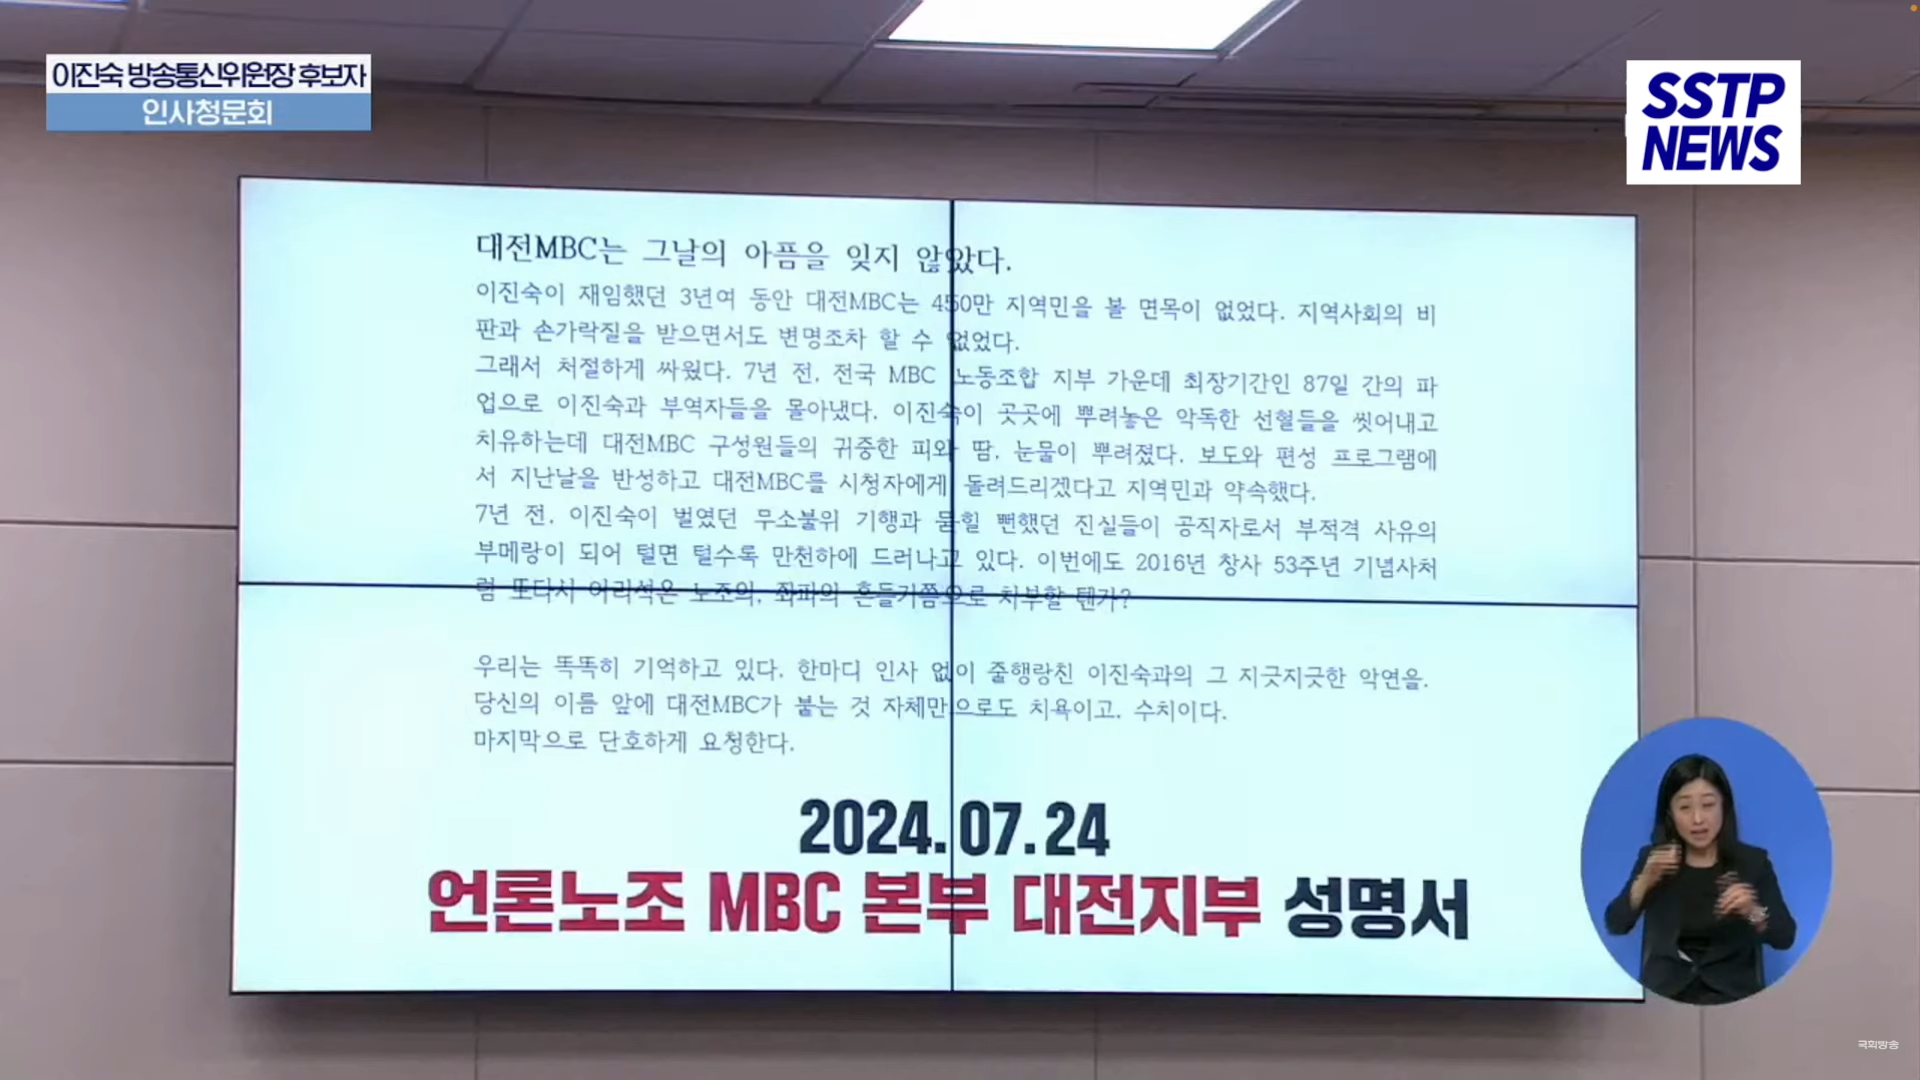 이진숙 방송통신위원장 후보자
인사청문회
SSTP
NEWS
대전MBC는 그날의 아픔을 잊지 않았다.
이진숙이 재임했던 3년여 동안 대전MBC는 450만 지역민을 볼 면목이 없었다. 지역사회의 비
판과 손가락질을 받으면서도 변명조차 할 수 없었다.
그래서 처절하게 싸웠다. 7년 전, 전국 MBC 노동조합 지부 가운데 최장기간인 87일 간의 파
업으로 이진숙과 부역자들을 몰아냈다. 이진숙이 곳곳에 뿌려놓은 악독한 선혈들을 씻어내고
치유하는데 대전MBC 구성원들의 귀중한 피와 땀, 눈물이 뿌려졌다. 보도와 편성 프로그램에
서 지난날을 반성하고 대전MBC를 시청자에게 돌려드리겠다고 지역민과 약속했다.
7년 전, 이진숙이 벌였던 무소불위 기행과 묻힐 뻔했던 진실들이 공직자로서 부적격 사유의
부메랑이 되어 털면 털수록 만천하에 드러나고 있다. 이번에도 2016년 창사 53주년 기념사처
럼 또다시 어리석은 노조의, 좌파의 흔들기쯤으로 치부할 텐가?
우리는 똑똑히 기억하고 있다. 한마디 인사 없이 줄행랑친 이진숙과의 그 지긋지긋한 악연을.
당신의 이름 앞에 대전MBC가 붙는 것 자체만으로도 치욕이고, 수치이다.
마지막으로 단호하게 요청한다.
2024.07.24
언론노조 MBC 본부 대전지부 성명서
국회방송